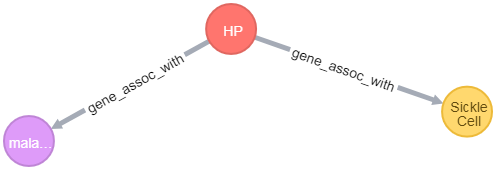 HP
gene_assoc_with
gene_assoc_with
Sickle
Cell
mala...